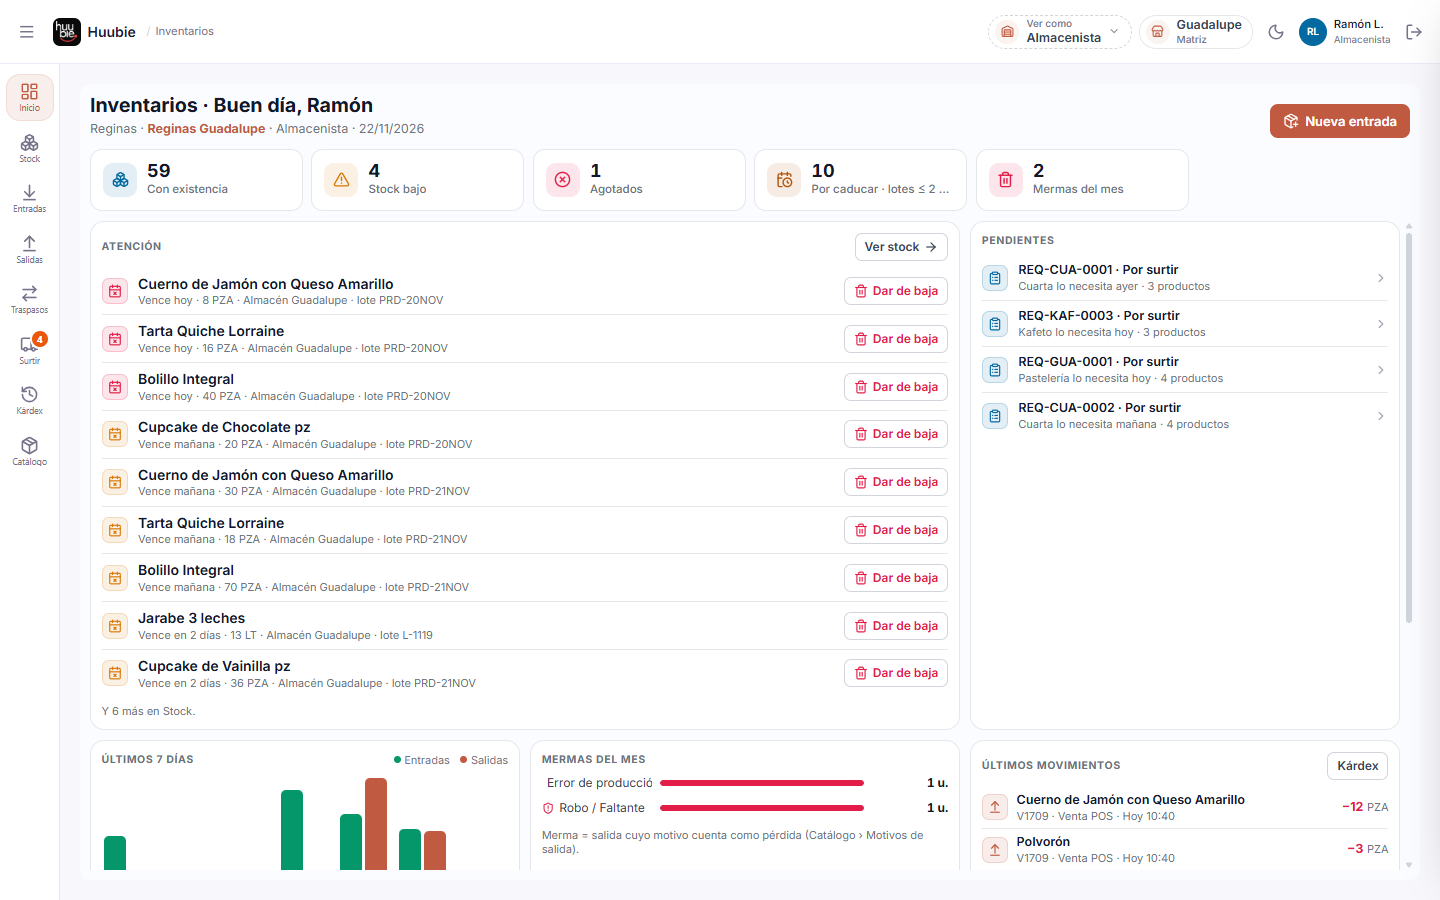 huu
bie
Huubie
/ Inventarios
Ver como
Almacenista
Guadalupe
Matriz
RL
Ramón L.
Almacenista
Inicio
Stock
Entradas
Salidas
Traspasos
4
Surtir
Kárdex
Catálogo
Inventarios · Buen día, Ramón
Reginas · Reginas Guadalupe · Almacenista · 22/11/2026
Nueva entrada
59
Con existencia
4
Stock bajo
1
Agotados
10
Por caducar · lotes ≤ 2 ...
2
Mermas del mes
ATENCIÓN
Ver stock
Cuerno de Jamón con Queso Amarillo
Vence hoy · 8 PZA · Almacén Guadalupe · lote PRD-20NOV
Dar de baja
Tarta Quiche Lorraine
Vence hoy · 16 PZA · Almacén Guadalupe · lote PRD-20NOV
Dar de baja
Bolillo Integral
Vence hoy · 40 PZA · Almacén Guadalupe · lote PRD-20NOV
Dar de baja
Cupcake de Chocolate pz
Vence mañana · 20 PZA · Almacén Guadalupe · lote PRD-20NOV
Dar de baja
Cuerno de Jamón con Queso Amarillo
Vence mañana · 30 PZA · Almacén Guadalupe · lote PRD-21NOV
Dar de baja
Tarta Quiche Lorraine
Vence mañana · 18 PZA · Almacén Guadalupe · lote PRD-21NOV
Dar de baja
Bolillo Integral
Vence mañana · 70 PZA · Almacén Guadalupe · lote PRD-21NOV
Dar de baja
Jarabe 3 leches
Vence en 2 días · 13 LT · Almacén Guadalupe · lote L-1119
Dar de baja
Cupcake de Vainilla pz
Vence en 2 días · 36 PZA · Almacén Guadalupe · lote PRD-21NOV
Dar de baja
Y 6 más en Stock.
PENDIENTES
REQ-CUA-0001 · Por surtir
Cuarta lo necesita ayer · 3 productos
REQ-KAF-0003 · Por surtir
Kafeto lo necesita hoy · 3 productos
REQ-GUA-0001 · Por surtir
Pastelería lo necesita hoy · 4 productos
REQ-CUA-0002 · Por surtir
Cuarta lo necesita mañana · 4 productos
ÚLTIMOS 7 DÍAS
Entradas
Salidas
MERMAS DEL MES
Error de producció
1 u.
Robo / Faltante
1 u.
Merma = salida cuyo motivo cuenta como pérdida (Catálogo › Motivos de
salida).
ÚLTIMOS MOVIMIENTOS
Kárdex
Cuerno de Jamón con Queso Amarillo
V1709 · Venta POS · Hoy 10:40
−12 PZA
Polvorón
V1709 · Venta POS · Hoy 10:40
−3 PZA